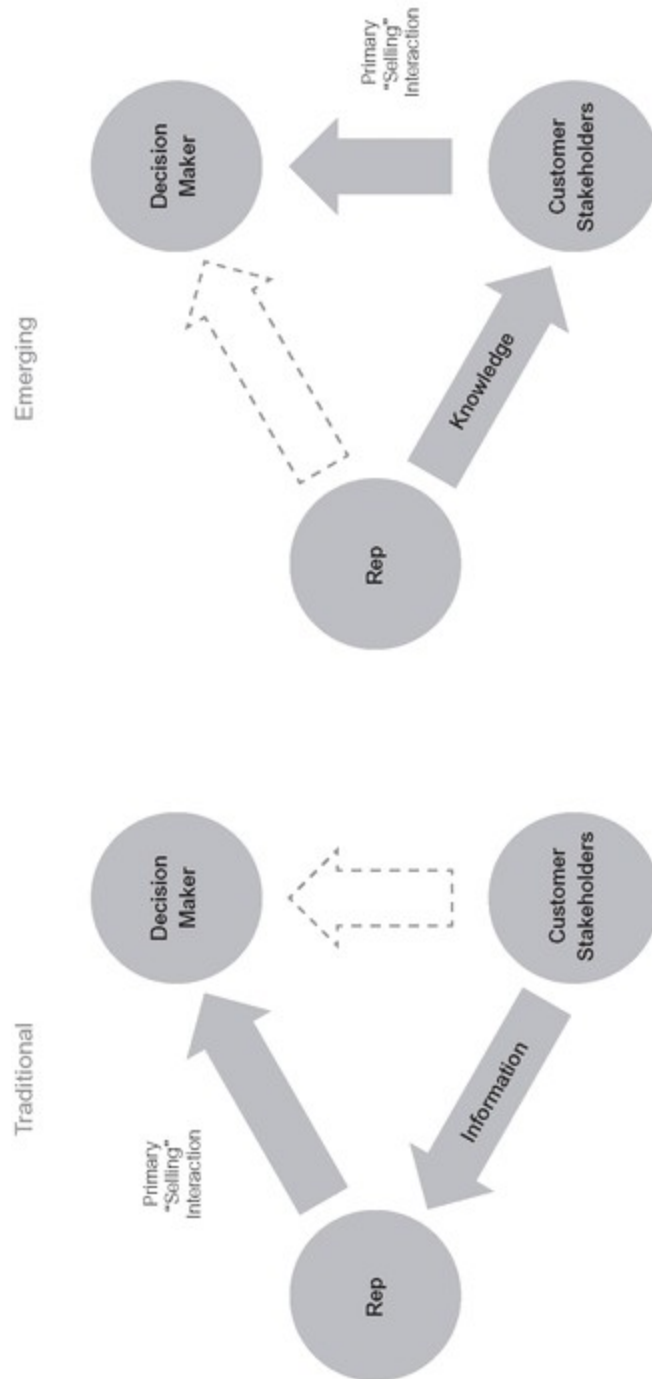 Traditional
Primary
"Selling"
Interaction
Decision
Maker
Rep
Information
Customer
Stakeholders
Emerging
Decision
Maker
Primary
"Selling"
Interaction
Rep
Knowledge
Customer
Stakeholders